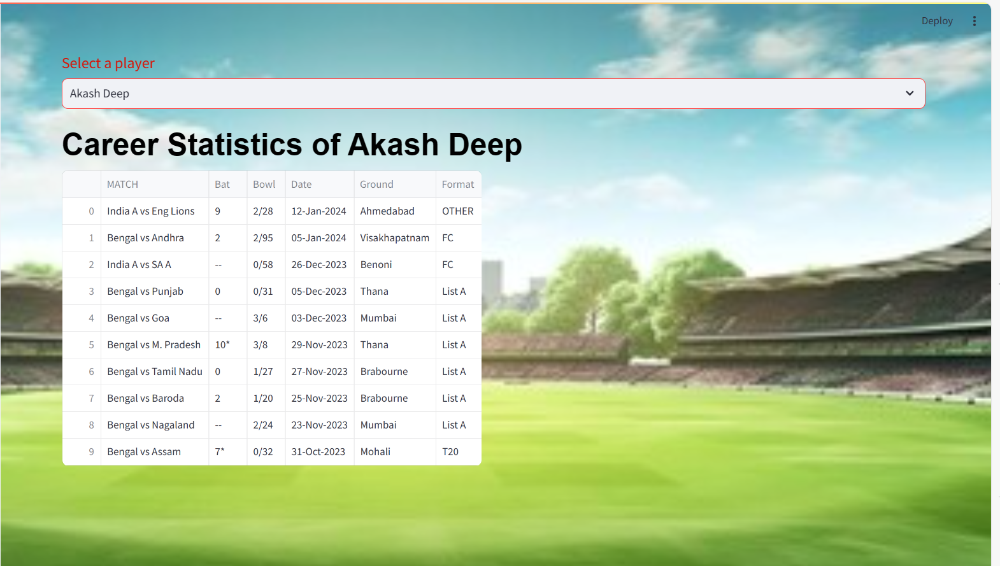 Deploy
Select a player
Akash Deep
Career Statistics of Akash Deep
MATCH Bat Bowl Date Ground Format
0 India A vs Eng Lions 9 2/28 12-Jan-2024 Ahmedabad OTHER
1 Bengal vs Andhra 2 2/95 05-Jan-2024 Visakhapatnam FC
2 India A vs SA A -- 0/58 26-Dec-2023 Benoni FC
3 Bengal vs Punjab 0 0/31 05-Dec-2023 Thana List A
4 Bengal vs Goa -- 3/6 03-Dec-2023 Mumbai List A
5 Bengal vs M. Pradesh 10* 3/8 29-Nov-2023 Thana List A
6 Bengal vs Tamil Nadu 0 1/27 27-Nov-2023 Brabourne List A
7 Bengal vs Baroda 2 1/20 25-Nov-2023 Brabourne List A
8 Bengal vs Nagaland -- 2/24 23-Nov-2023 Mumbai List A
9 Bengal vs Assam 7* 0/32 31-Oct-2023 Mohali T20